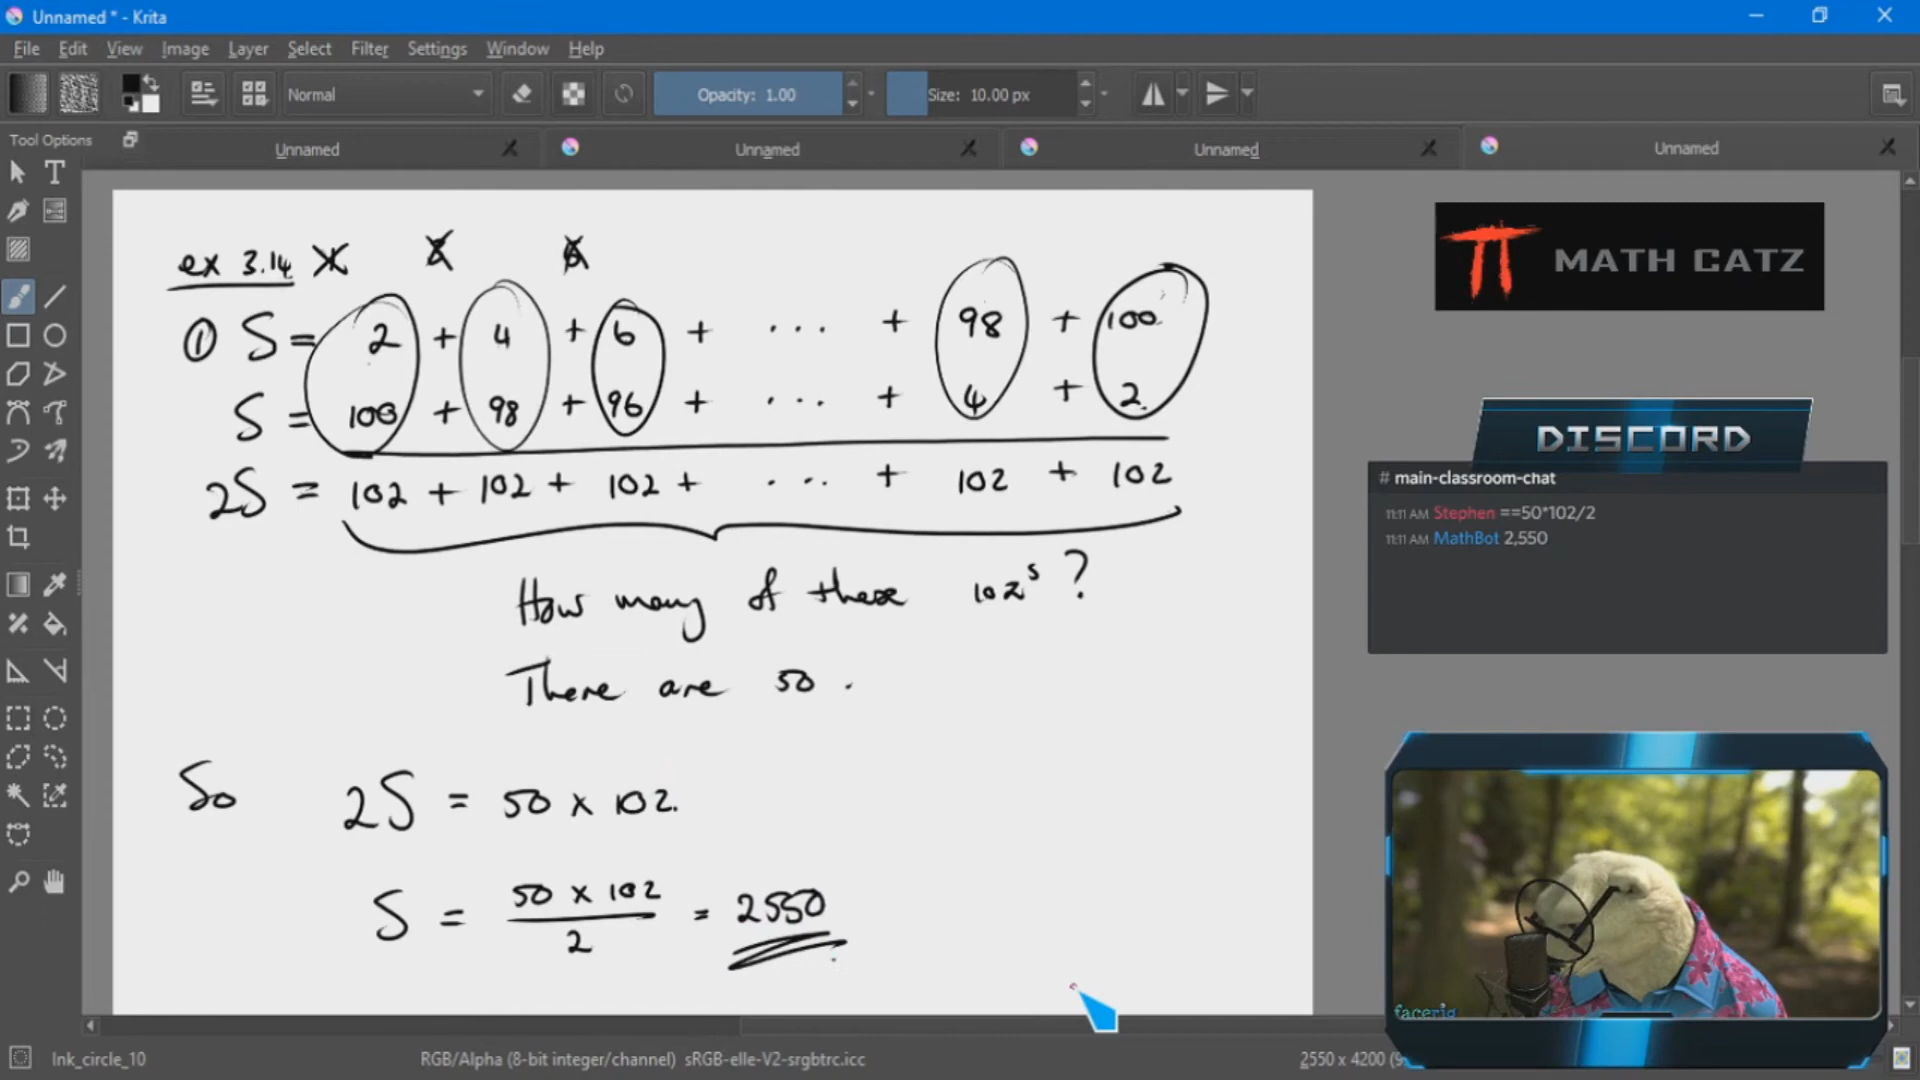 Unnamed * - Krita
File Edit View Image Layer Select Filter Settings Window Help
Normal Opacity: 1.00 Size: 10.00 px
Tool Options
Unnamed Unnamed Unnamed Unnamed
ex 3.14
① S = 2 + 4 + 6 + ... + 98 + 100
S = 100 + 98 + 96 + ... + 4 + 2
2S = 102 + 102 + 102 + ... + 102 + 102
How many of these 102s ?
There are 50 .
So 2S = 50 x 102.
S = 50 x 102 / 2 = 2550
MATH CATZ
DISCORD
# main-classroom-chat
11:11 AM Stephen ==50*102/2
11:11 AM MathBot 2,550
facerig
Ink_circle_10 RGB/Alpha (8-bit integer/channel) sRGB-elle-V2-srgbtrc.icc 2550 x 4200